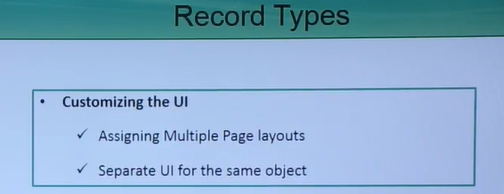 Record Types
• Customizing the UI
✓ Assigning Multiple Page layouts
✓ Separate UI for the same object